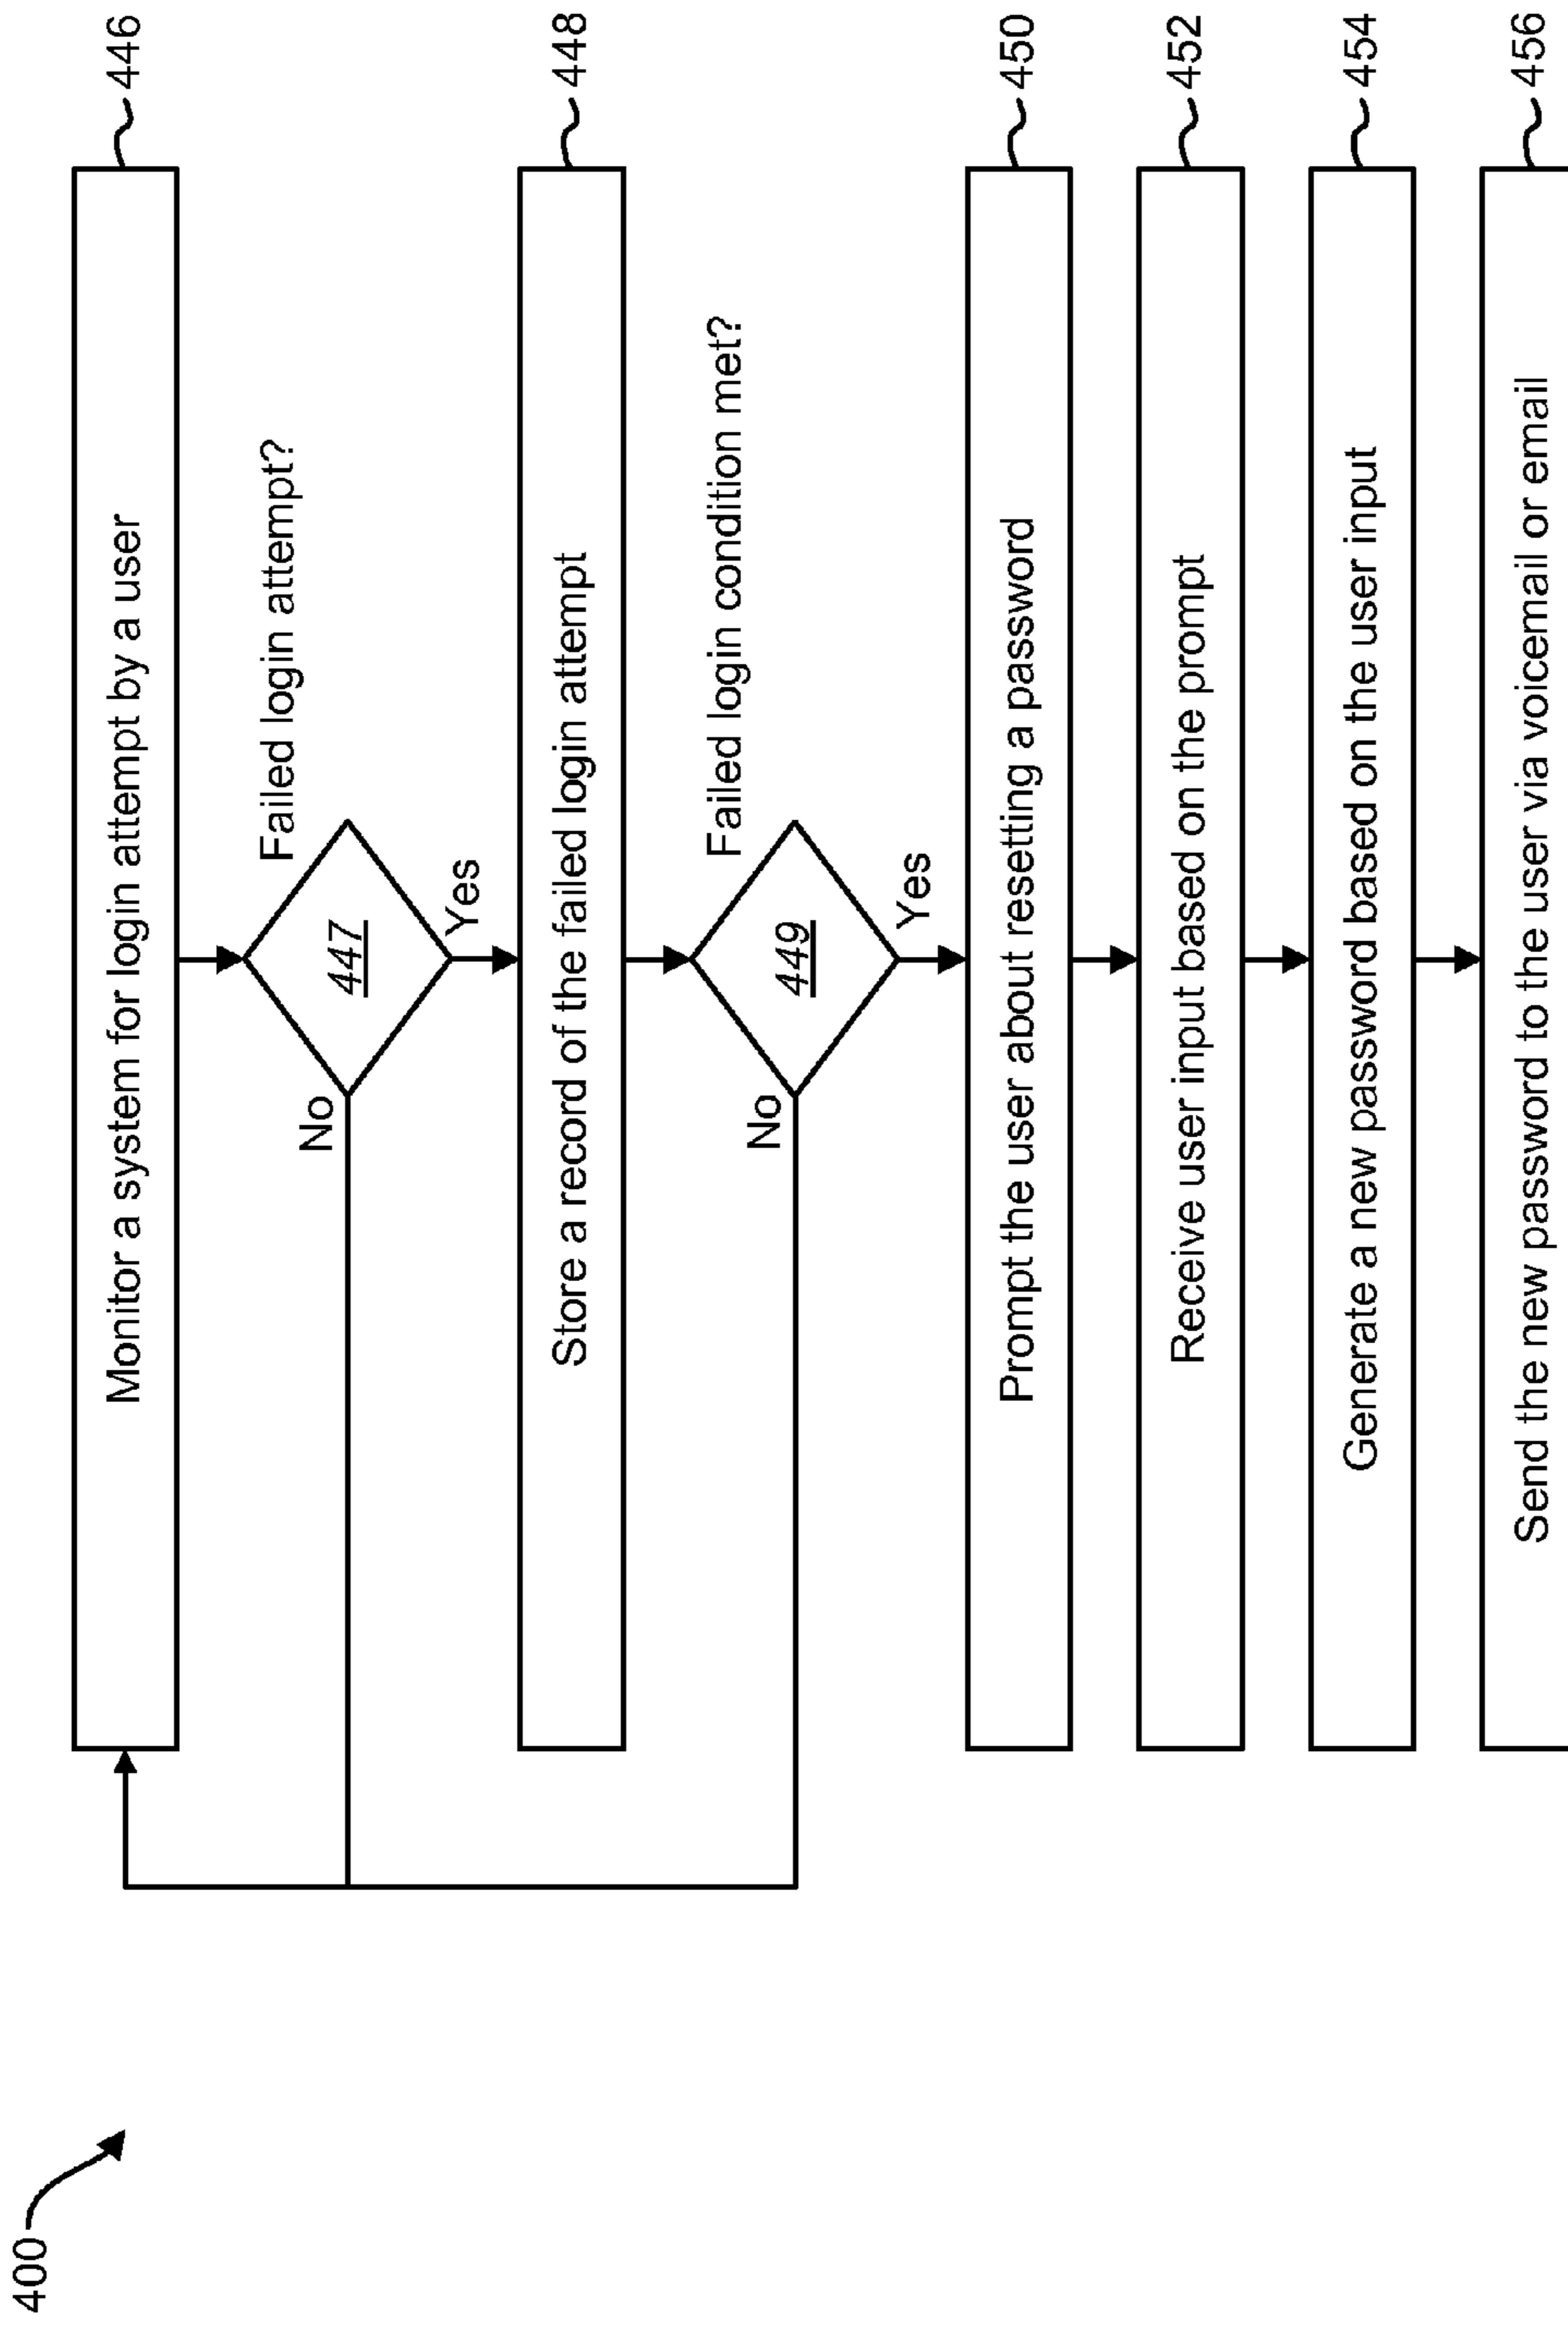 400
Monitor a system for login attempt by a user
446
Failed login attempt?
447
No
Yes
Store a record of the failed login attempt
448
Failed login condition met?
449
No
Yes
Prompt the user about resetting a password
450
Receive user input based on the prompt
452
Generate a new password based on the user input
454
Send the new password to the user via voicemail or email
456